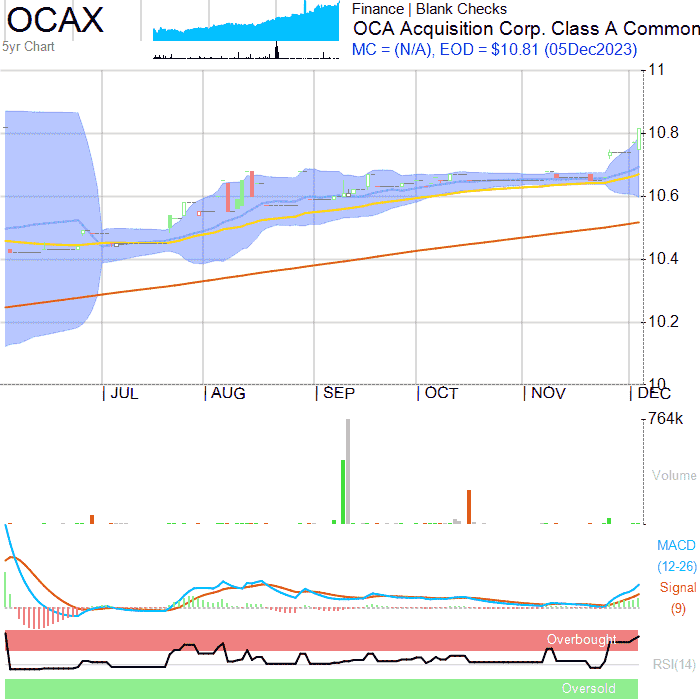 OCAX
5yr Chart
Finance | Blank Checks
OCA Acquisition Corp. Class A Common
MC = (N/A), EOD = $10.81 (05Dec2023)
11
10.8
10.6
10.4
10.2
10
JUL AUG SEP OCT NOV DEC
764k
Volume
MACD
(12-26)
Signal
(9)
Overbought
RSI(14)
Oversold